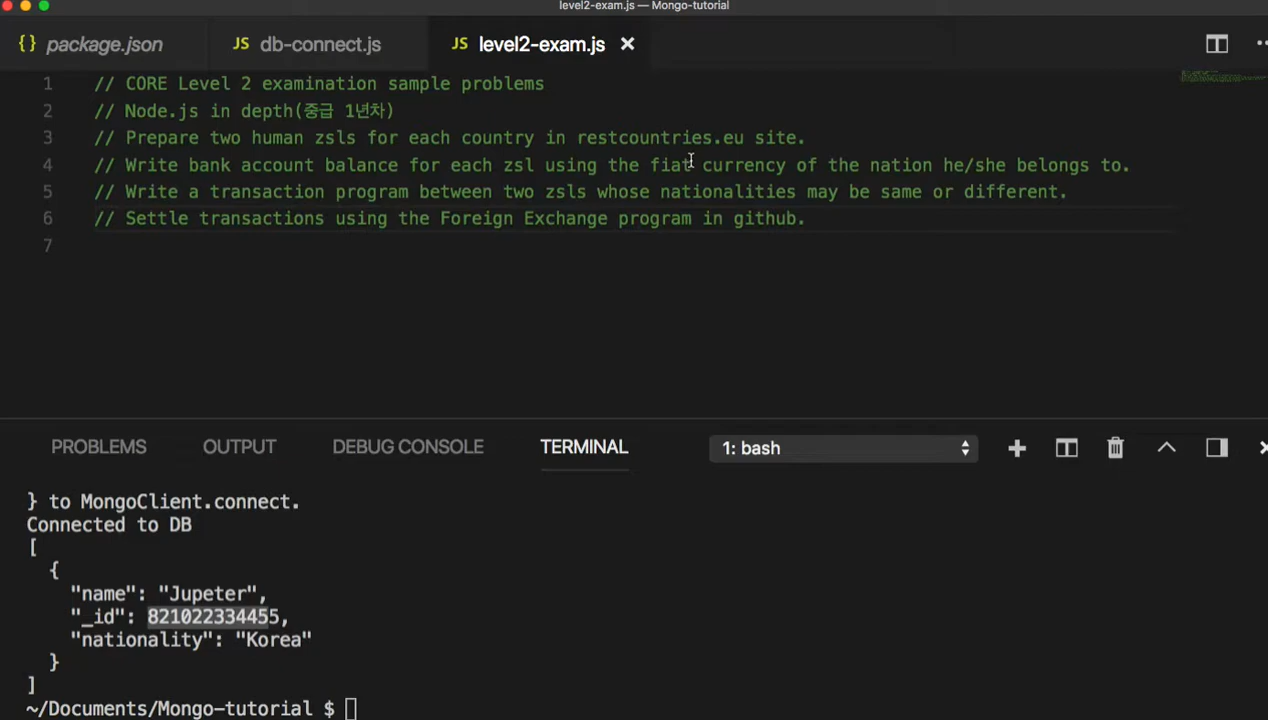 level2-exam.js — Mongo-tutorial
{} package.json JS db-connect.js JS level2-exam.js
1 // CORE Level 2 examination sample problems
2 // Node.js in depth(중급 1년차)
3 // Prepare two human zsls for each country in restcountries.eu site.
4 // Write bank account balance for each zsl using the fiat currency of the nation he/she belongs to.
5 // Write a transaction program between two zsls whose nationalities may be same or different.
6 // Settle transactions using the Foreign Exchange program in github.
7
PROBLEMS OUTPUT DEBUG CONSOLE TERMINAL 1: bash
} to MongoClient.connect.
Connected to DB
[
{
"name": "Jupeter",
"_id": 821022334455,
"nationality": "Korea"
}
]
~/Documents/Mongo-tutorial $